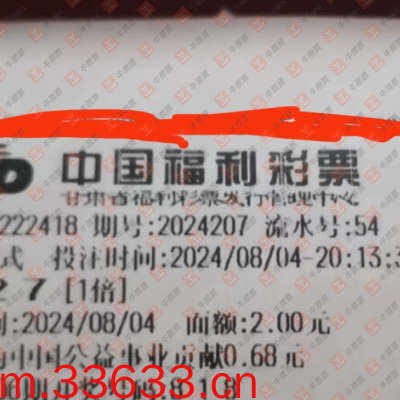 中国福利彩票
甘肃省福利彩票发行管理中心
222418 期号:2024207 流水号:54
式 投注时间:2024/08/04-20:13:3
27 [1倍]
:2024/08/04 面额:2.00元
为中国公益事业贡献0.68元
m.33633.cn